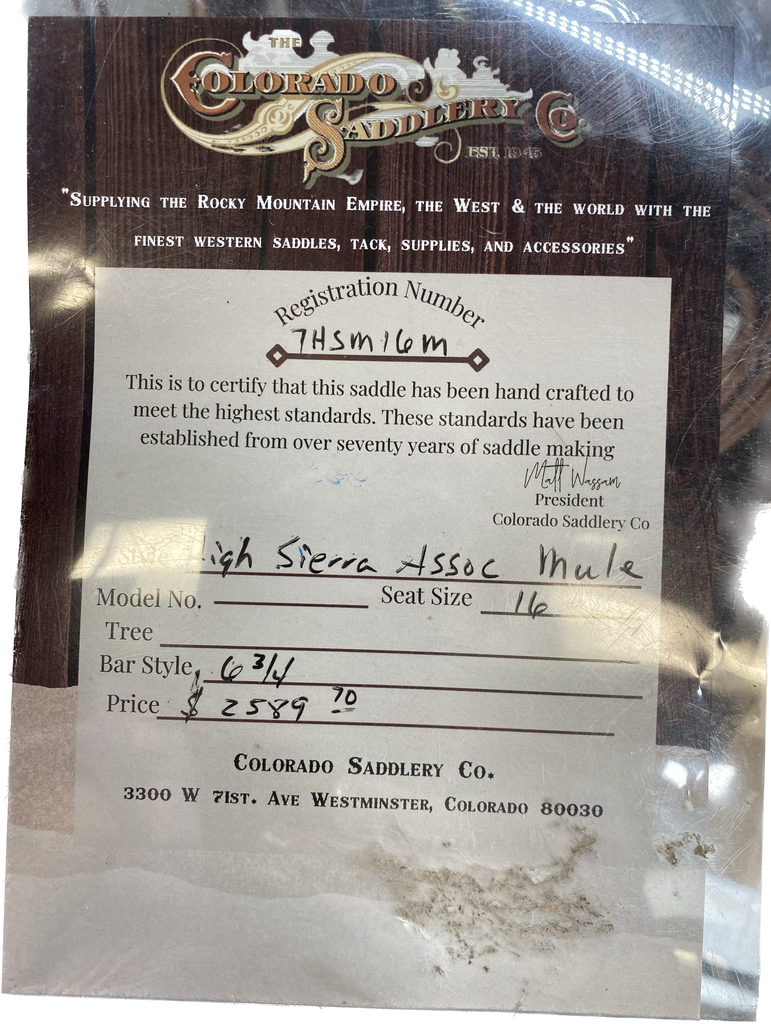 THE
COLORADO
SADDLERY CO.
EST. 1945
"SUPPLYING THE ROCKY MOUNTAIN EMPIRE, THE WEST & THE WORLD WITH THE
FINEST WESTERN SADDLES, TACK, SUPPLIES, AND ACCESSORIES"
Registration Number
7HSM16M
This is to certify that this saddle has been hand crafted to
meet the highest standards. These standards have been
established from over seventy years of saddle making
Matt Wassam
President
Colorado Saddlery Co
High Sierra Assoc Mule
Model No. Seat Size 16
Tree
Bar Style 6 3/4
Price $ 2589 70
COLORADO SADDLERY CO.
3300 W 71ST. AVE WESTMINSTER, COLORADO 80030